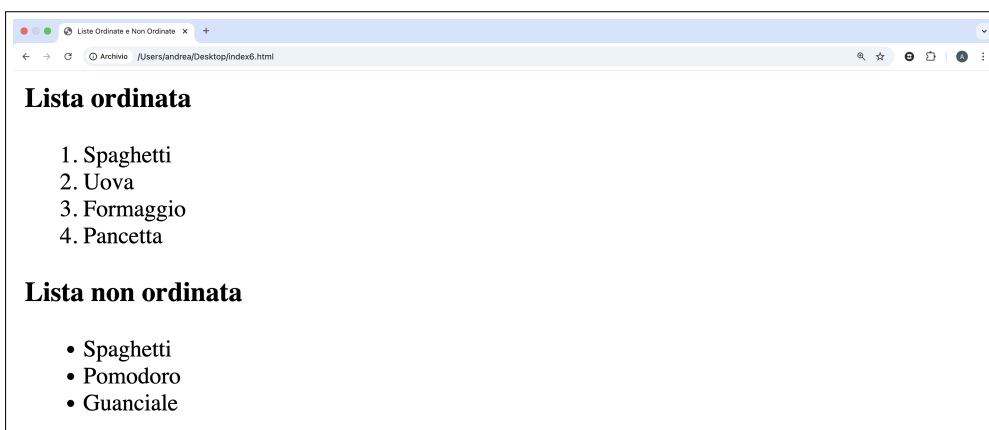 Liste Ordinate e Non Ordinate
Archivio /Users/andrea/Desktop/index6.html
A
Lista ordinata
1. Spaghetti
2. Uova
3. Formaggio
4. Pancetta
Lista non ordinata
• Spaghetti
• Pomodoro
• Guanciale